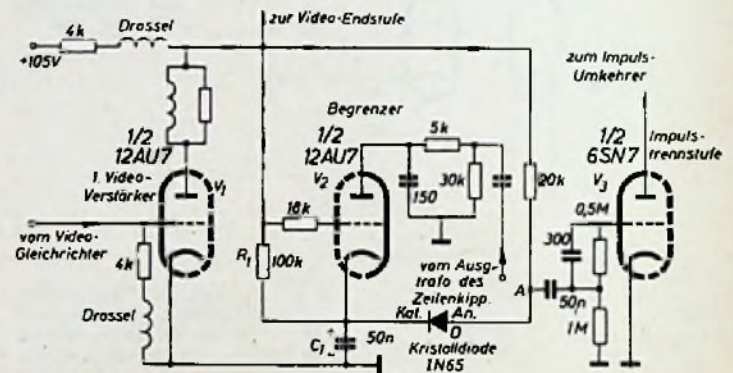 zur Video-Endstufe
4k
Drossel
+105V
zum Impuls-
Umkehrer
Begrenzer
1/2
12AU7
1. Video-
Verstärker
V1
1/2
12AU7
V2
5k
150
30k
20k
1/2
6SN7
Impuls-
trennstufe
V3
0,5M
300
vom Video-
Gleichrichter
4k
Drossel
16k
R1
100k
vom Ausg-
trafo des
Zeilenkipp.
A
50n
1M
Kat.
An.
D
Kristalldiode
1N65
C1
+
-
50n